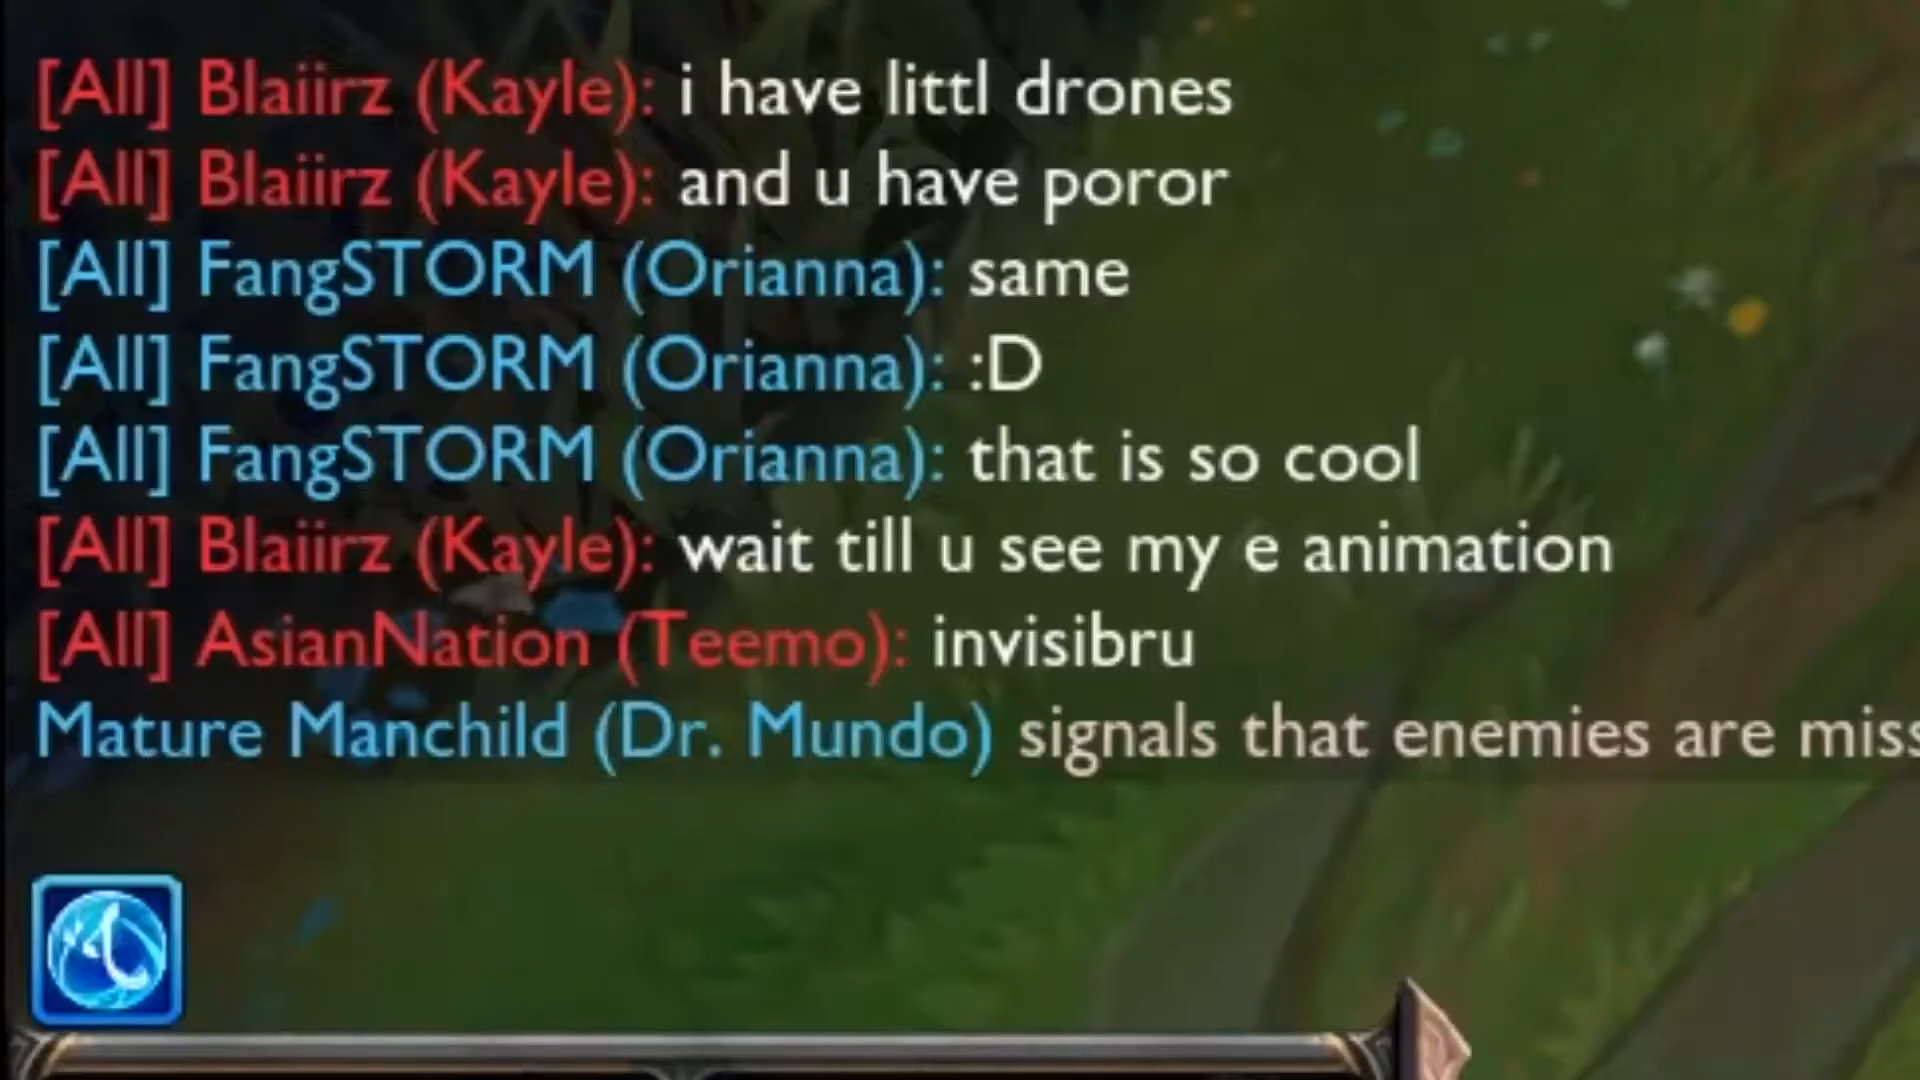 [All] Blaiirz (Kayle): i have littl drones
[All] Blaiirz (Kayle): and u have poror
[All] FangSTORM (Orianna): same
[All] FangSTORM (Orianna): :D
[All] FangSTORM (Orianna): that is so cool
[All] Blaiirz (Kayle): wait till u see my e animation
[All] AsianNation (Teemo): invisibru
Mature Manchild (Dr. Mundo) signals that enemies are miss